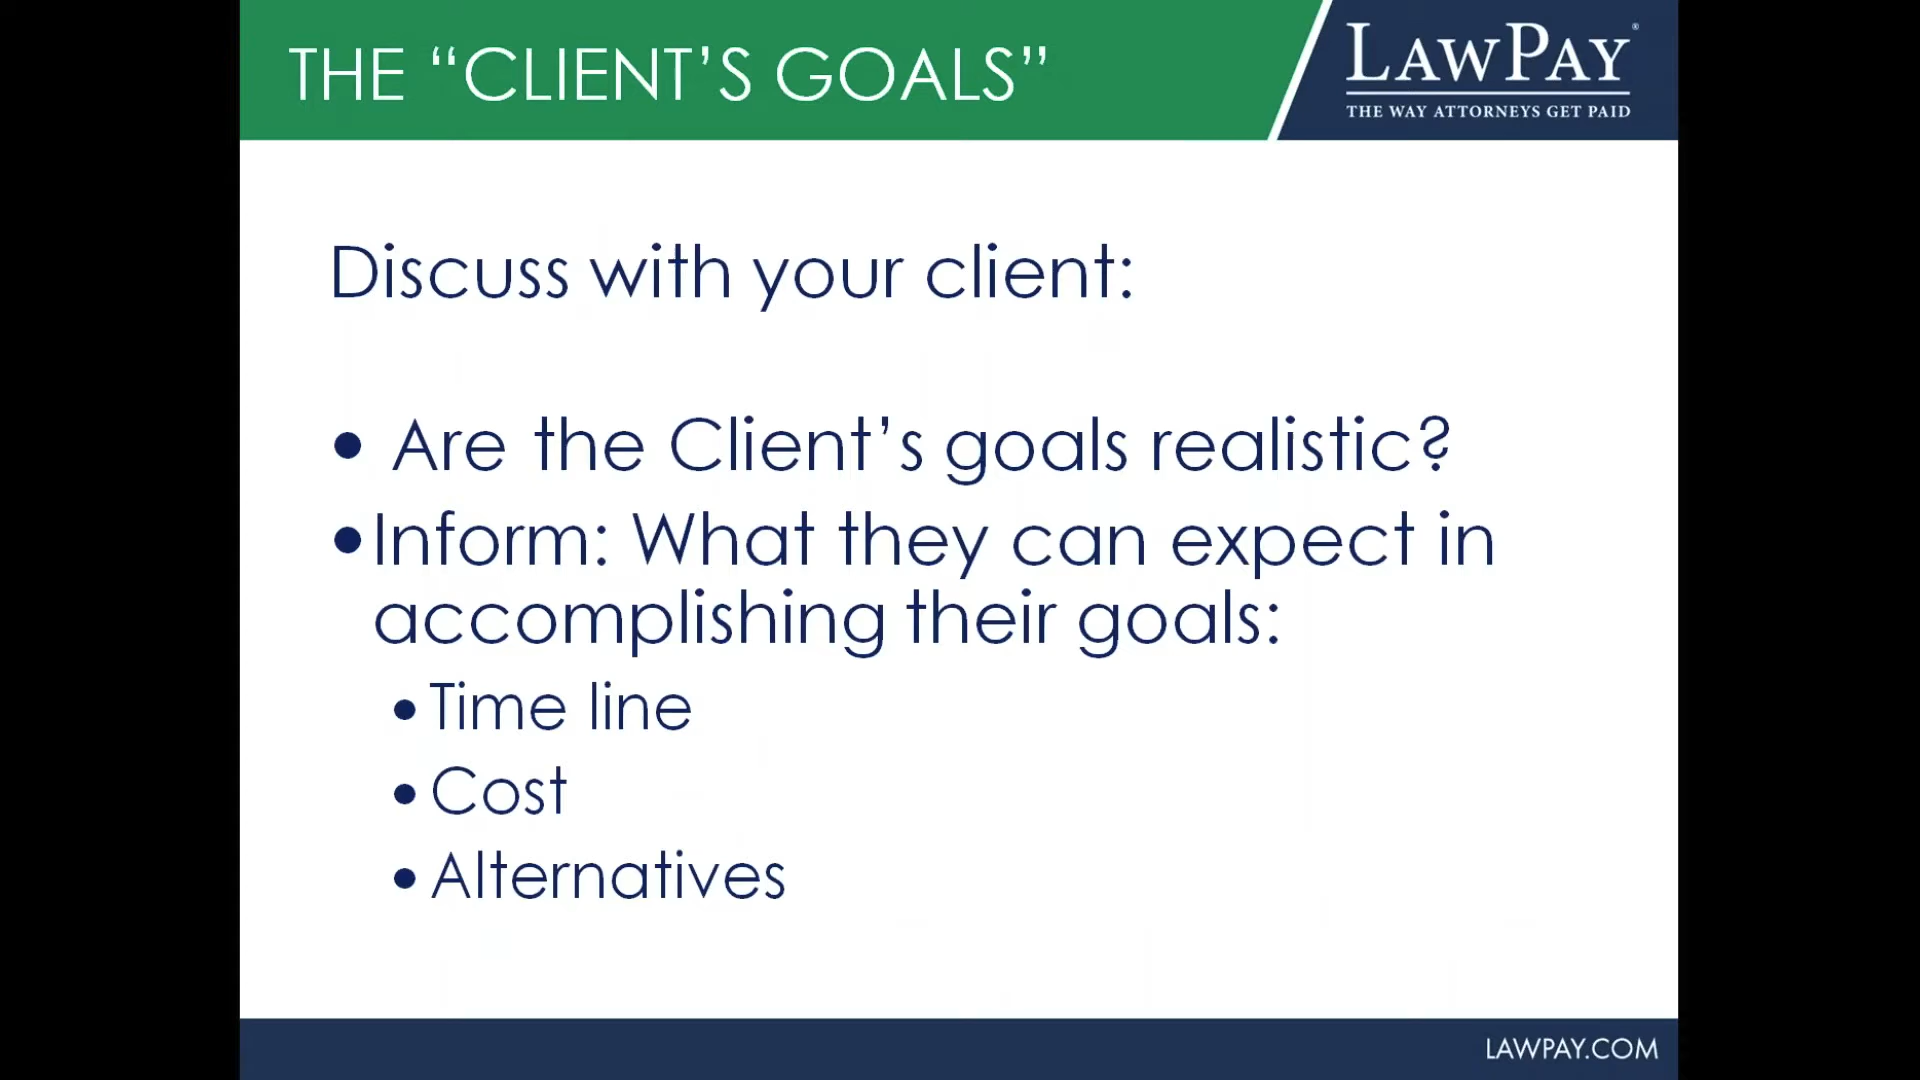 THE “CLIENT’S GOALS”
LAWPAY®
THE WAY ATTORNEYS GET PAID
Discuss with your client:
• Are the Client’s goals realistic?
• Inform: What they can expect in
accomplishing their goals:
• Time line
• Cost
• Alternatives
LAWPAY.COM